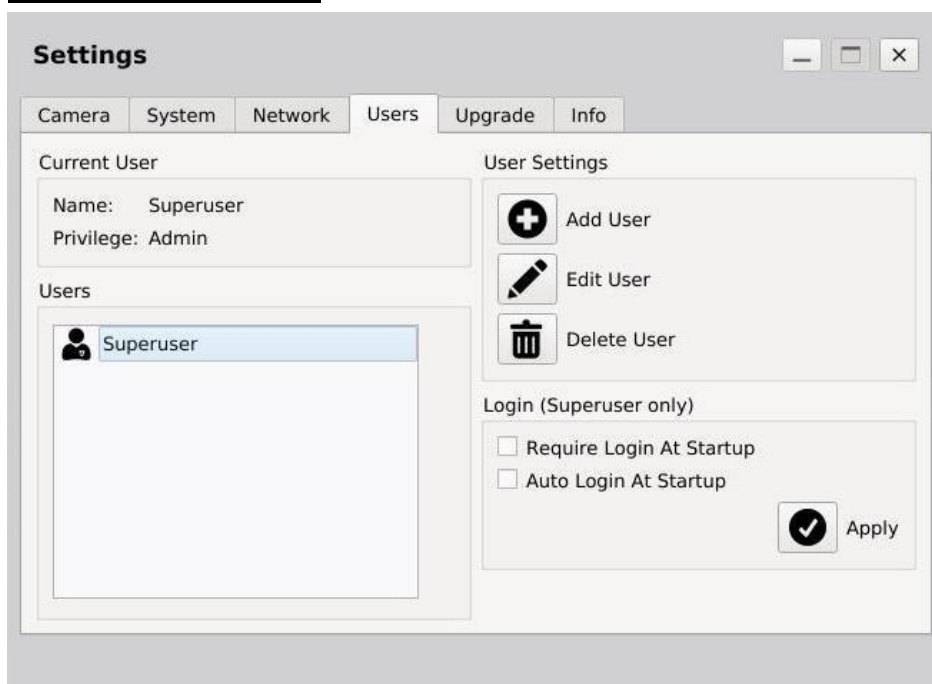 Settings
Camera System Network Users Upgrade Info
Current User
Name: Superuser
Privilege: Admin
Users
Superuser
User Settings
Add User
Edit User
Delete User
Login (Superuser only)
Require Login At Startup
Auto Login At Startup
Apply